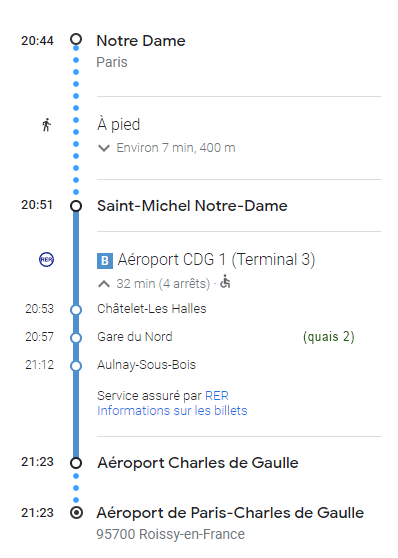 20:44 Notre Dame
Paris
À pied
Environ 7 min, 400 m
20:51 Saint-Michel Notre-Dame
RER B Aéroport CDG 1 (Terminal 3)
32 min (4 arrêts) ·
20:53 Châtelet-Les Halles
20:57 Gare du Nord (quais 2)
21:12 Aulnay-Sous-Bois
Service assuré par RER
Informations sur les billets
21:23 Aéroport Charles de Gaulle
21:23 Aéroport de Paris-Charles de Gaulle
95700 Roissy-en-France